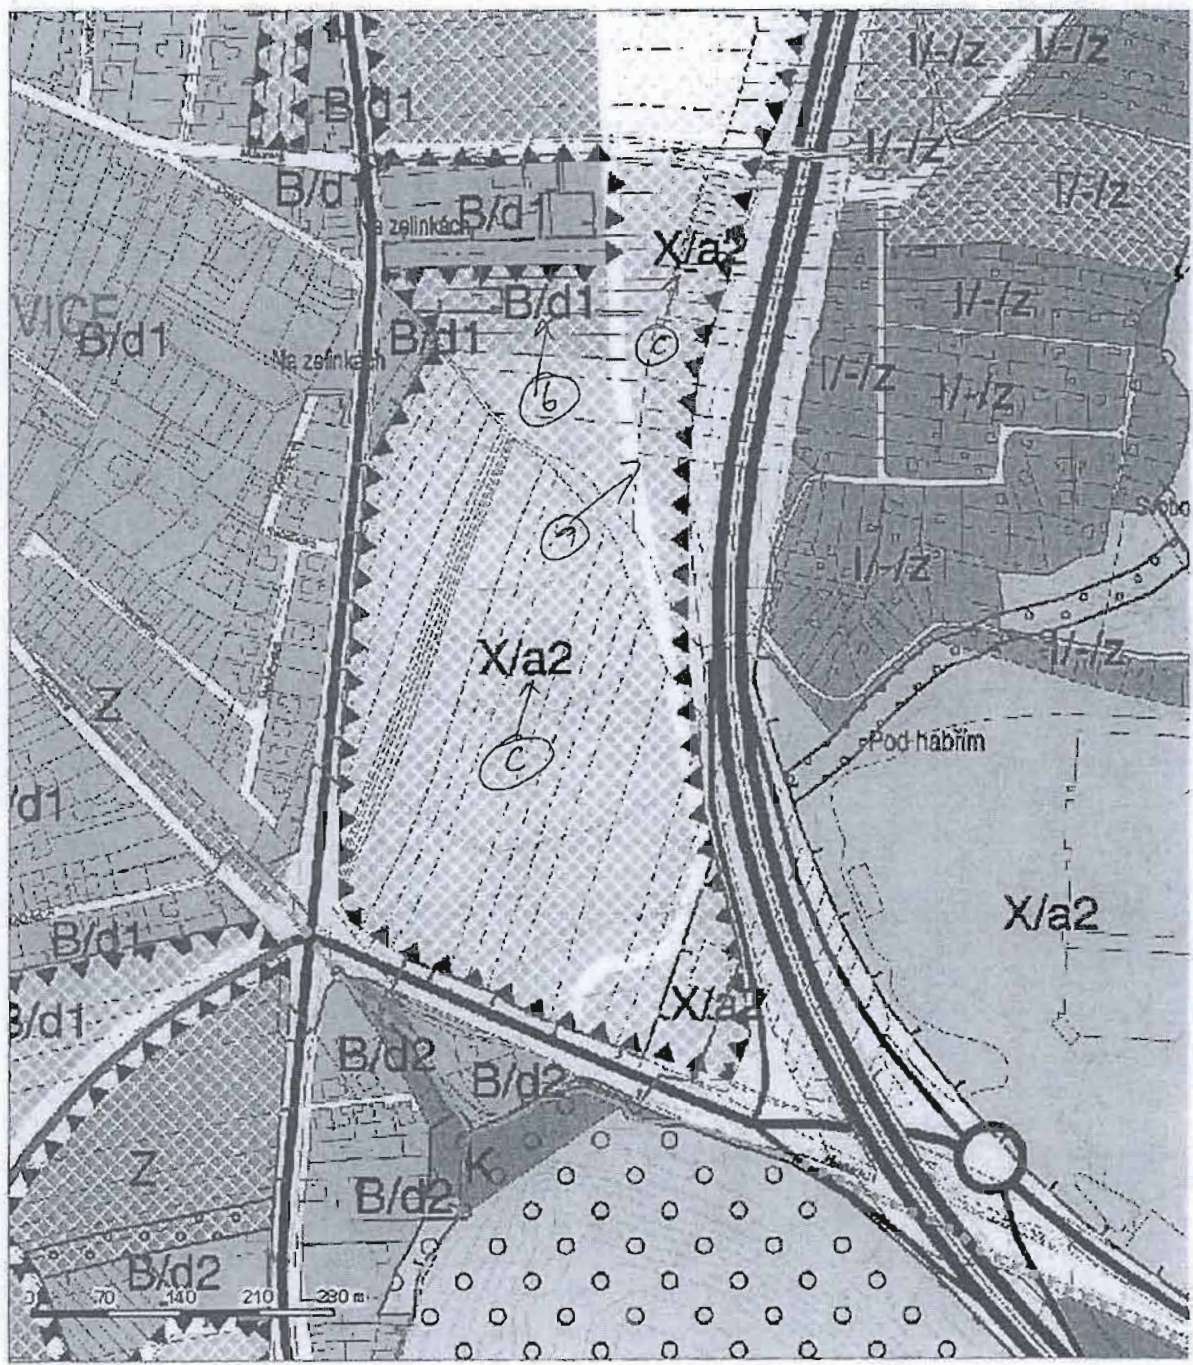 I/-/z
I/-/z
B/d1
I/-/z
B/d
B/d1
I/-/z
Na zelinkách
X/a2
VICE
B/d1
I/-/z
B/d1
B/d1
c
Na zelinkách
I/-/z
I/-/z
b
I/-/z
X/a2
I/-/z
Z
C
Pod hábřím
/d1
X/a2
B/d1
X/a2
B/d1
B/d2
B/d2
Z
K
B/d2
B/d2
0 70 140 210 280 m